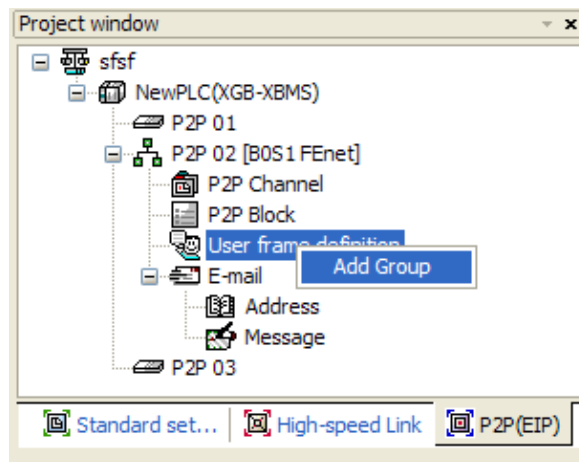 Project window
sfsf
NewPLC(XGB-XBMS)
P2P 01
P2P 02 [B0S1 FEnet]
P2P Channel
P2P Block
User frame definition
Add Group
E-mail
Address
Message
P2P 03
Standard set... High-speed Link P2P(EIP)